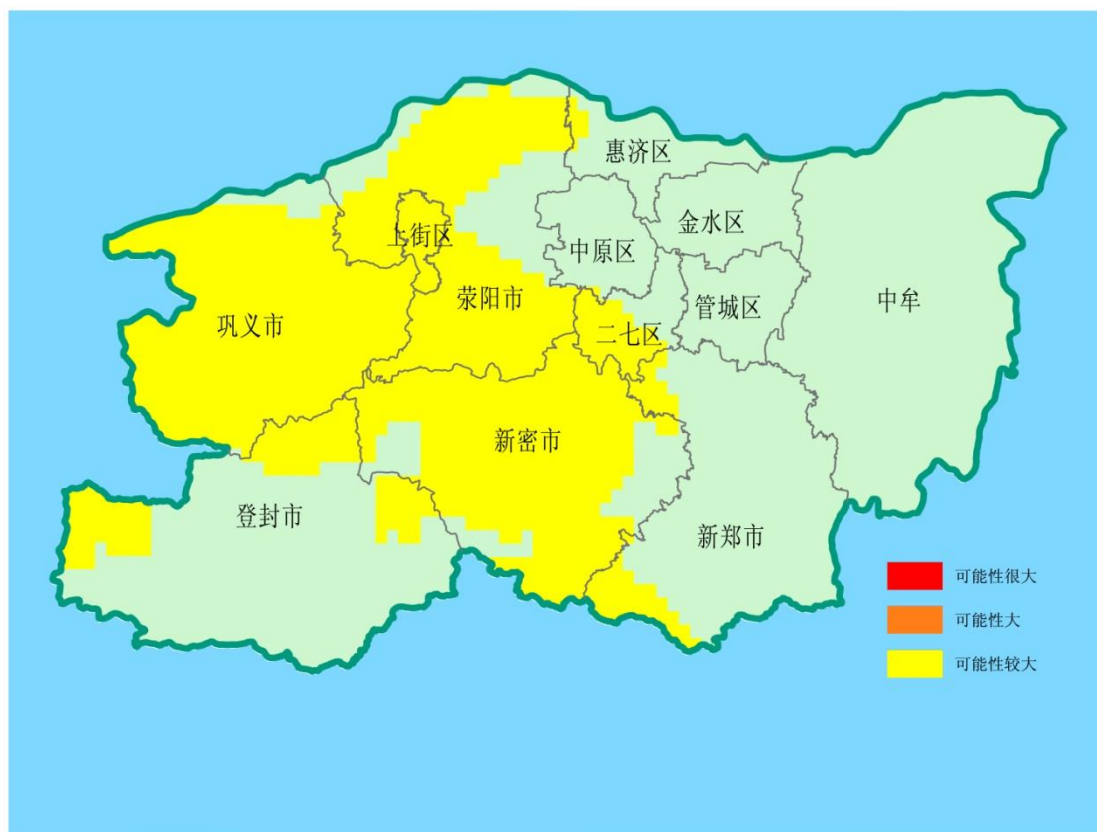 惠济区
金水区
上街区
中原区
荥阳市
管城区
中牟
巩义市
二七区
新密市
登封市
新郑市
可能性很大
可能性大
可能性较大